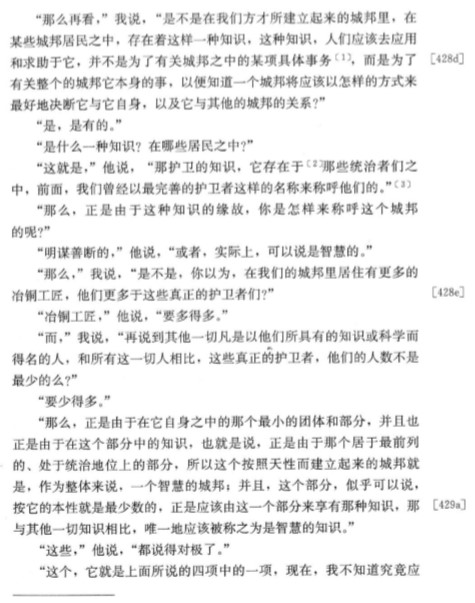 “那么再看，”我说，“是不是在我们方才所建立起来的城邦里，在
某些城邦居民之中，存在着这样一种知识，这种知识，人们应该去应用
和求助于它，并不是为了有关城邦之中的某项具体事务〔1〕，而是为了 [428d]
有关整个的城邦它本身的事，以便知道一个城邦将应该以怎样的方式来
最好地决断它与它自身，以及它与其他的城邦的关系？”
“是，是有的。”
“是什么一种知识？在哪些居民之中？”
“这就是，”他说，“那护卫的知识，它存在于〔2〕那些统治者们之
中，前面，我们曾经以最完善的护卫者这样的名称来称呼他们的。”〔3〕
“那么，正是由于这种知识的缘故，你是怎样来称呼这个城邦
的呢？”
“明谋善断的，”他说，“或者，实际上，可以说是智慧的。”
“那么，”我说，“是不是，你以为，在我们的城邦里居住有更多的
冶铜工匠，他们更多于这些真正的护卫者们？” [428e]
“冶铜工匠，”他说，“要多得多。”
“而，”我说，“再说到其他一切凡是以他们所具有的知识或科学而
得名的人，和所有这一切人相比，这些真正的护卫者，他们的人数不是
最少的么？”
“要少得多。”
“那么，正是由于在它自身之中的那个最小的团体和部分，并且也
正是由于在这个部分中的知识，也就是说，正是由于那个居于最前列
的、处于统治地位上的部分，所以这个按照天性而建立起来的城邦就
是，作为整体来说，一个智慧的城邦；并且，这个部分，似乎可以说，
按它的本性就是最少数的，正是应该由这一个部分来享有那种知识，那 [429a]
与其他一切知识相比，唯一地应该被称之为是智慧的知识。”
“这些，”他说，“都说得对极了。”
“这个，它就是上面所说的四项中的一项，现在，我不知道究竟应